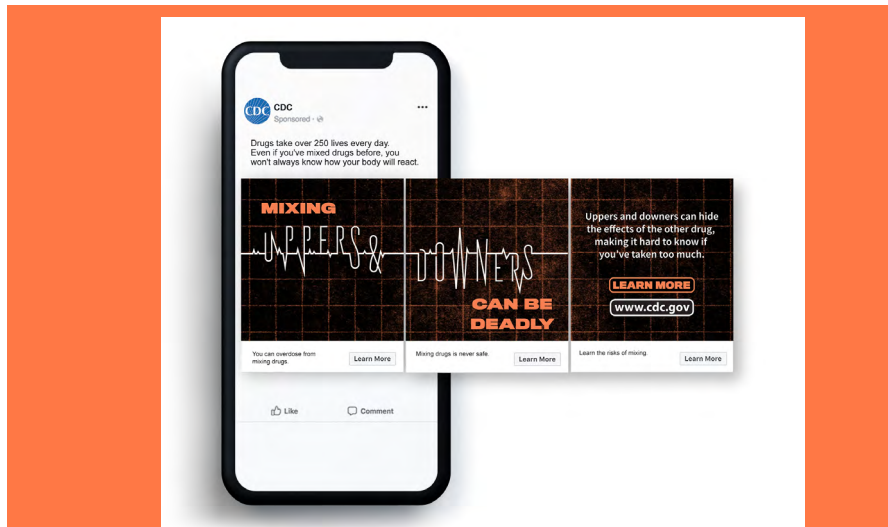 CDC
CDC
Sponsored ·
Drugs take over 250 lives every day.
Even if you've mixed drugs before, you
won't always know how your body will react.
MIXING
UPPERS &
DOWNERS
CAN BE
DEADLY
Uppers and downers can hide
the effects of the other drug,
making it hard to know if
you've taken too much.
LEARN MORE
www.cdc.gov
You can overdose from
mixing drugs.
Learn More
Mixing drugs is never safe.
Learn More
Learn the risks of mixing.
Learn More
Like
Comment